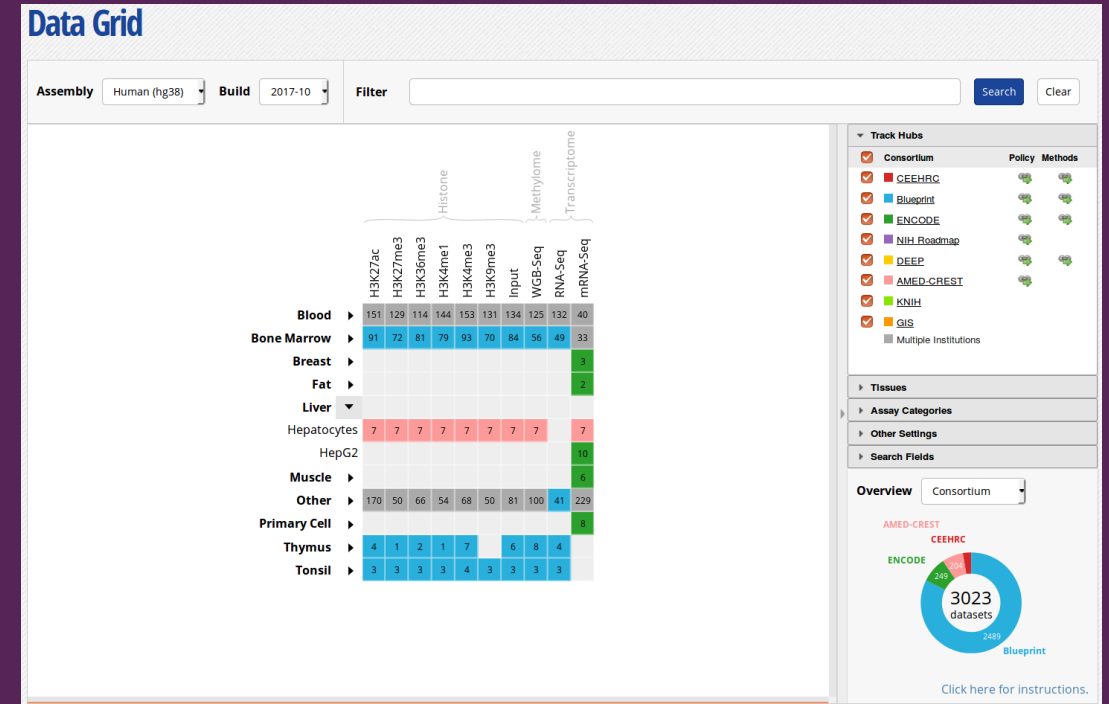 Data Grid
Assembly Human (hg38) Build 2017-10 Filter Search Clear
Histone Methylome Transcriptome
H3K27ac H3K27me3 H3K36me3 H3K4me1 H3K4me3 H3K9me3 Input WGB-Seq RNA-Seq mRNA-Seq
Blood 151 129 114 144 153 131 134 125 132 40
Bone Marrow 91 72 81 79 93 70 84 56 49 33
Breast 3
Fat 2
Liver
Hepatocytes 7 7 7 7 7 7 7 7 7
HepG2 10
Muscle 6
Other 170 50 66 54 68 50 81 100 41 229
Primary Cell 8
Thymus 4 1 2 1 7 6 8 4
Tonsil 3 3 3 3 4 3 3 3 3
Track Hubs
Consortium Policy Methods
CEEHRC
Blueprint
ENCODE
NIH Roadmap
DEEP
AMED-CREST
KNIH
GIS
Multiple Institutions
Tissues
Assay Categories
Other Settings
Search Fields
Overview Consortium
AMED-CREST
CEEHRC
ENCODE
204
249
3023
datasets
2489
Blueprint
Click here for instructions.